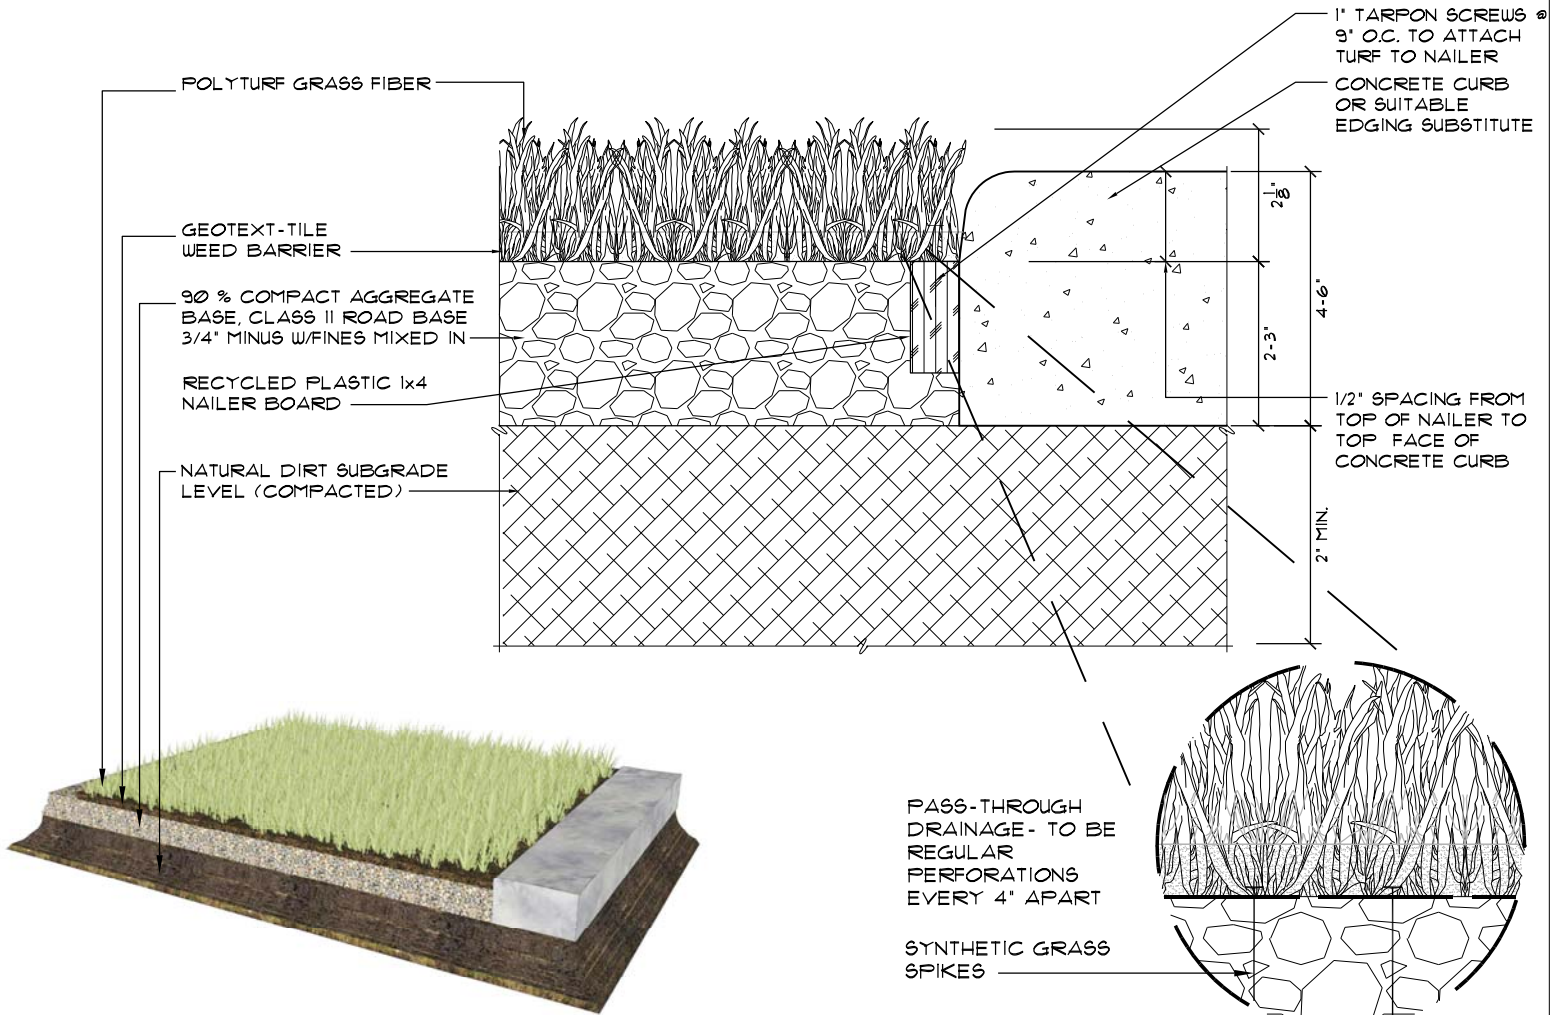 POLYTURF GRASS FIBER
GEOTEXT-TILE
WEED BARRIER
90 % COMPACT AGGREGATE
BASE, CLASS II ROAD BASE
3/4" MINUS W/FINES MIXED IN
RECYCLED PLASTIC 1x4
NAILER BOARD
NATURAL DIRT SUBGRADE
LEVEL (COMPACTED)
1" TARPON SCREWS @
9" O.C. TO ATTACH
TURF TO NAILER
CONCRETE CURB
OR SUITABLE
EDGING SUBSTITUTE
2 1/8"
4-6"
2-3"
1/2" SPACING FROM
TOP OF NAILER TO
TOP FACE OF
CONCRETE CURB
2" MIN.
PASS-THROUGH
DRAINAGE- TO BE
REGULAR
PERFORATIONS
EVERY 4" APART
SYNTHETIC GRASS
SPIKES